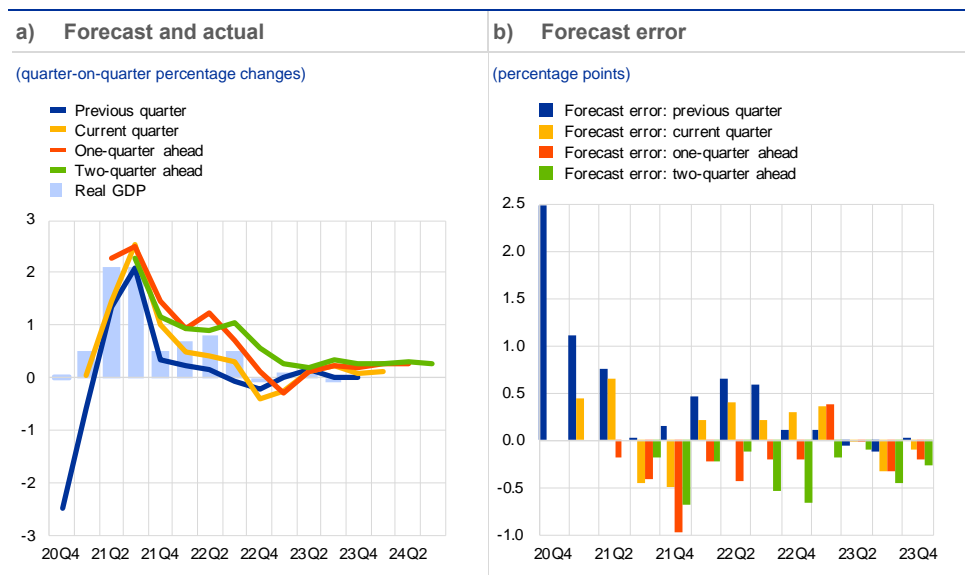 a) Forecast and actual
(quarter-on-quarter percentage changes)
Previous quarter
Current quarter
One-quarter ahead
Two-quarter ahead
Real GDP
3
2
1
0
-1
-2
-3
20Q4 21Q2 21Q4 22Q2 22Q4 23Q2 23Q4 24Q2
b) Forecast error
(percentage points)
Forecast error: previous quarter
Forecast error: current quarter
Forecast error: one-quarter ahead
Forecast error: two-quarter ahead
2.5
2.0
1.5
1.0
0.5
0.0
-0.5
-1.0
20Q4 21Q2 21Q4 22Q2 22Q4 23Q2 23Q4